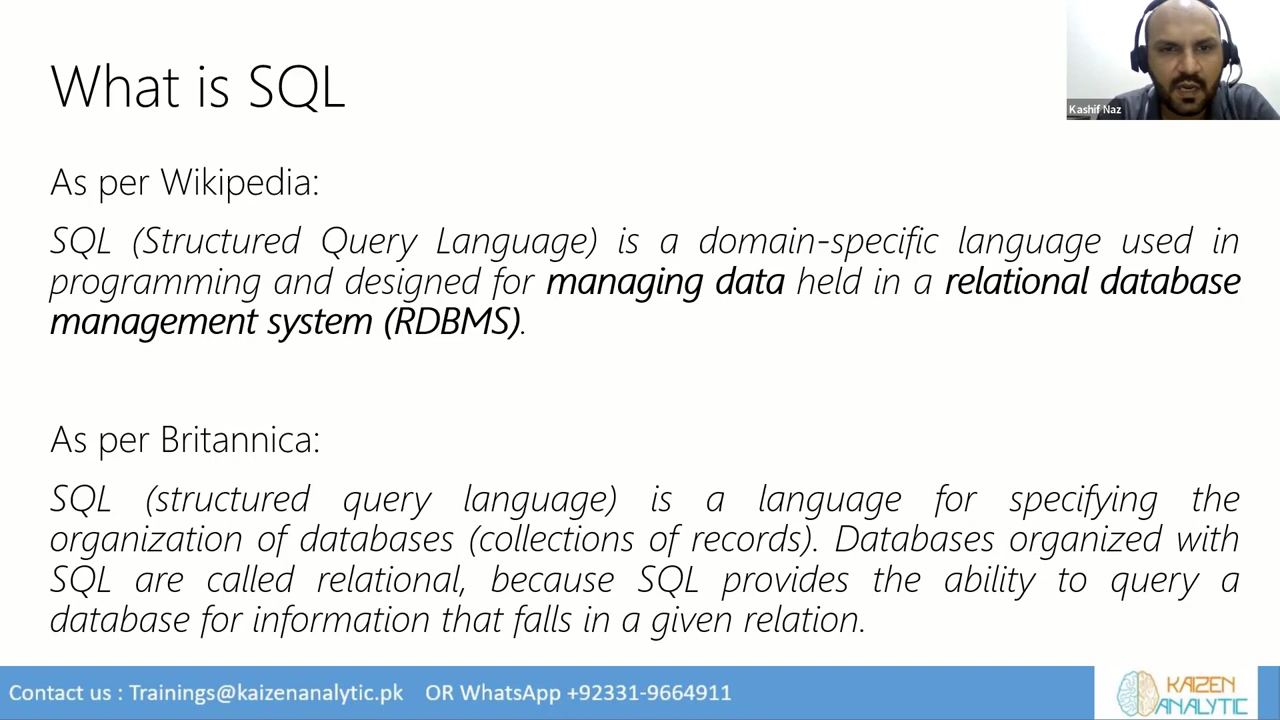 What is SQL
Kashif Naz
As per Wikipedia:
SQL (Structured Query Language) is a domain-specific language used in
programming and designed for managing data held in a relational database
management system (RDBMS).
As per Britannica:
SQL (structured query language) is a language for specifying the
organization of databases (collections of records). Databases organized with
SQL are called relational, because SQL provides the ability to query a
database for information that falls in a given relation.
Contact us : Trainings@kaizenanalytic.pk OR WhatsApp +92331-9664911
KAIZEN
ANALYTIC